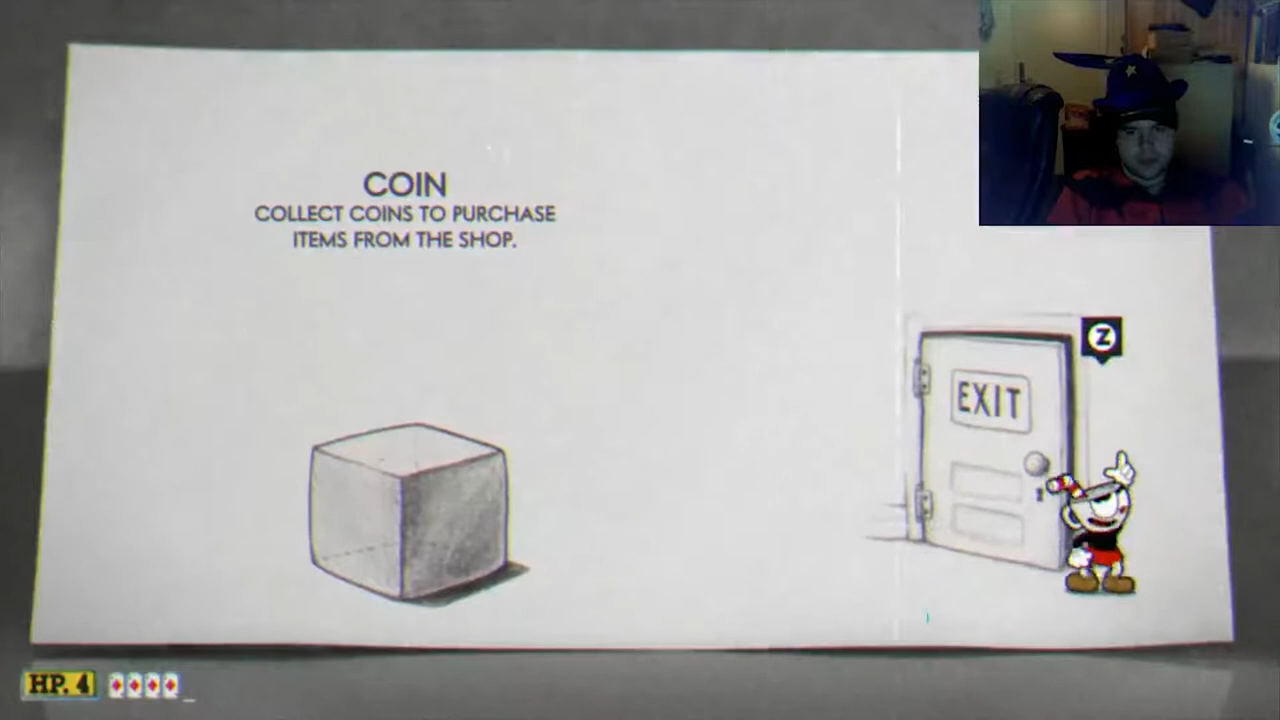 COIN
COLLECT COINS TO PURCHASE
ITEMS FROM THE SHOP.
Z
EXIT
HP. 4